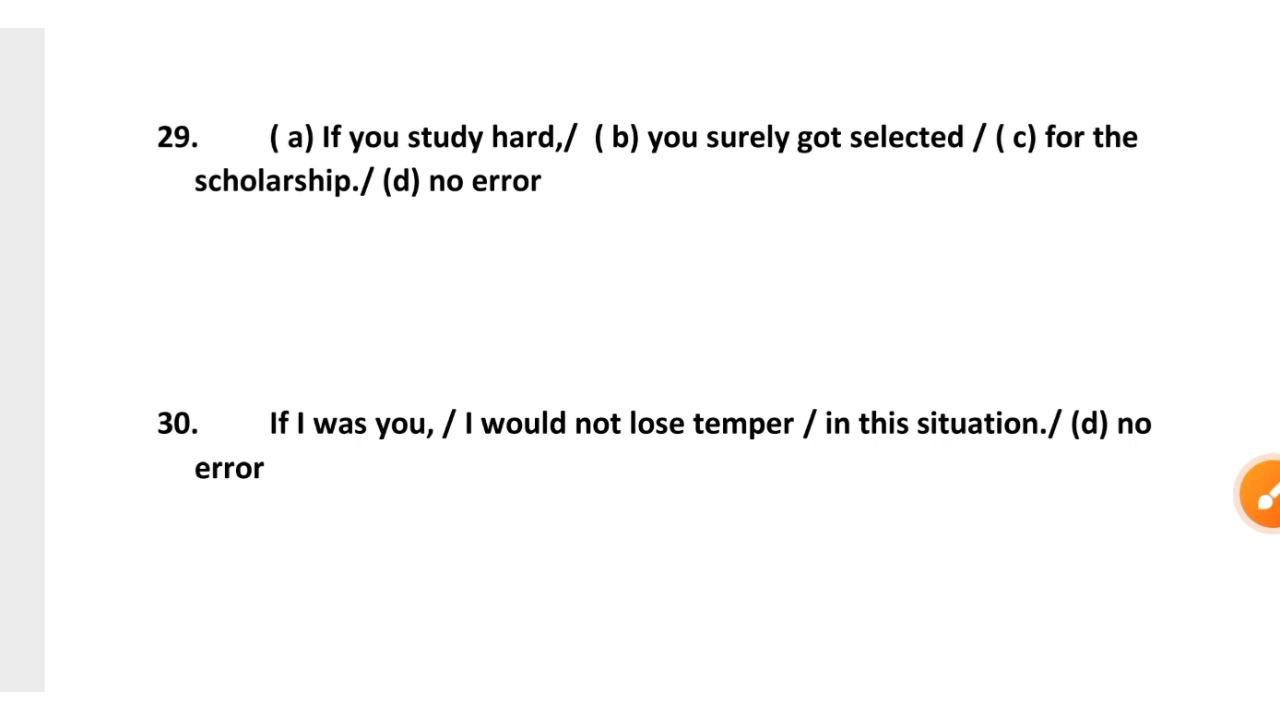 29. ( a) If you study hard,/ ( b) you surely got selected / ( c) for the
scholarship./ (d) no error
30. If I was you, / I would not lose temper / in this situation./ (d) no
error